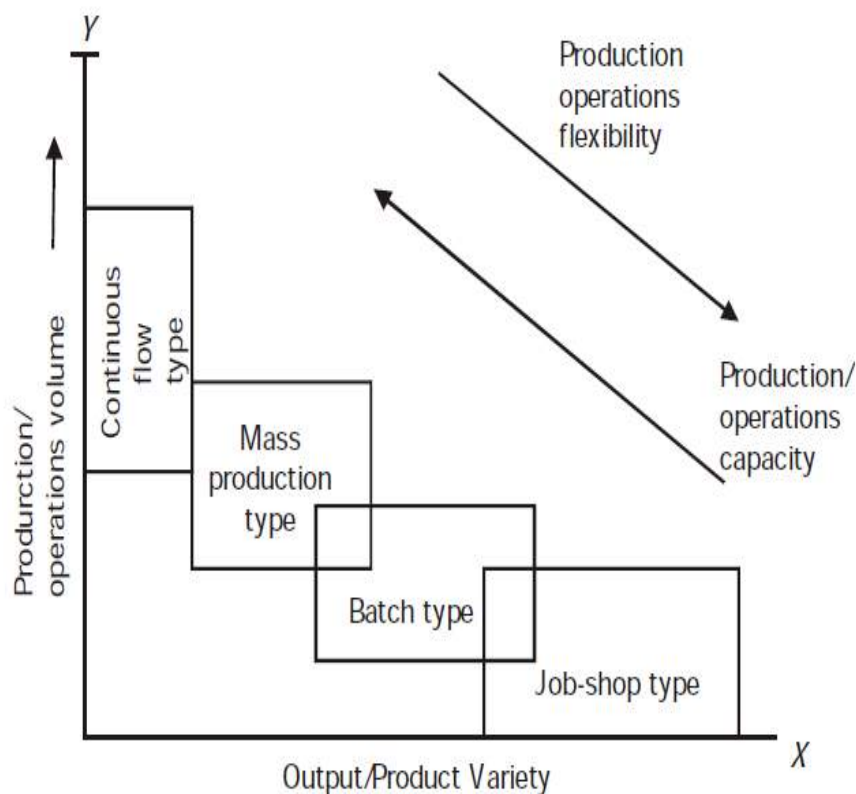 Y
Production
operations
flexibility
Continuous
flow
type
Produrction/
operations volume
Production/
operations
capacity
Mass
production
type
Batch type
Job-shop type
X
Output/Product Variety